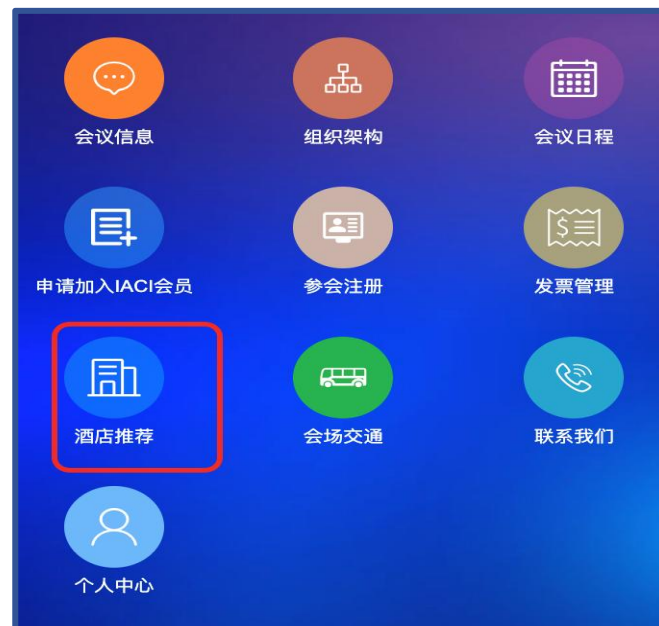 会议信息
组织架构
会议日程
申请加入IACI会员
参会注册
发票管理
酒店推荐
会场交通
联系我们
个人中心